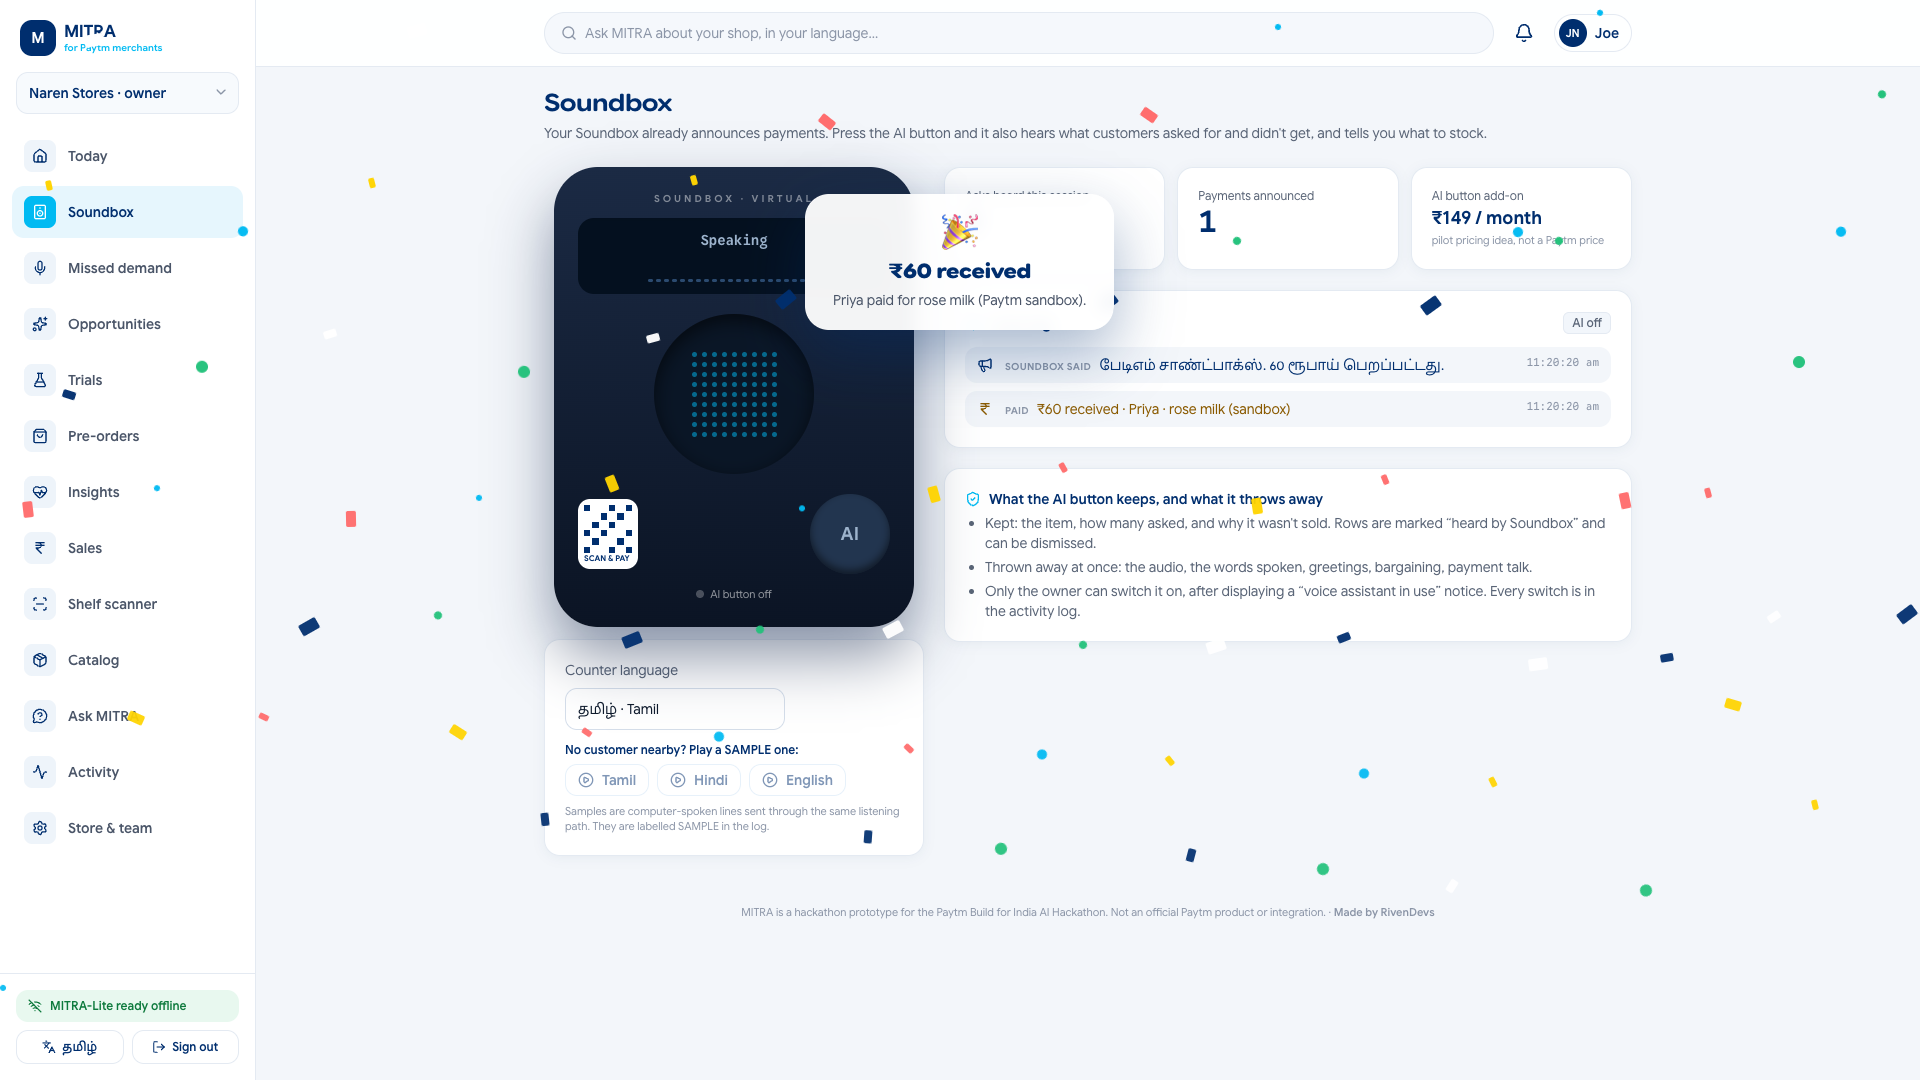 M
MITRA
for Paytm merchants
Naren Stores · owner
Today
Soundbox
Missed demand
Opportunities
Trials
Pre-orders
Insights
Sales
Shelf scanner
Catalog
Ask MITRA
Activity
Store & team
MITRA-Lite ready offline
தமிழ்
Sign out
Ask MITRA about your shop, in your language...
JN
Joe
Soundbox
Your Soundbox already announces payments. Press the AI button and it also hears what customers asked for and didn't get, and tells you what to stock.
SOUNDBOX · VIRTUAL
Speaking
SCAN & PAY
AI
AI button off
🎉
₹60 received
Priya paid for rose milk (Paytm sandbox).
Payments announced
1
AI button add-on
₹149 / month
pilot pricing idea, not a Paytm price
AI off
SOUNDBOX SAID பேடிஎம் சாண்ட்பாக்ஸ். 60 ரூபாய் பெறப்பட்டது. 11:20:20 am
₹ PAID ₹60 received · Priya · rose milk (sandbox) 11:20:20 am
What the AI button keeps, and what it throws away
• Kept: the item, how many asked, and why it wasn't sold. Rows are marked “heard by Soundbox” and
can be dismissed.
• Thrown away at once: the audio, the words spoken, greetings, bargaining, payment talk.
• Only the owner can switch it on, after displaying a “voice assistant in use” notice. Every switch is in
the activity log.
Counter language
தமிழ் · Tamil
No customer nearby? Play a SAMPLE one:
Tamil
Hindi
English
Samples are computer-spoken lines sent through the same listening
path. They are labelled SAMPLE in the log.
MITRA is a hackathon prototype for the Paytm Build for India AI Hackathon. Not an official Paytm product or integration. · Made by RivenDevs